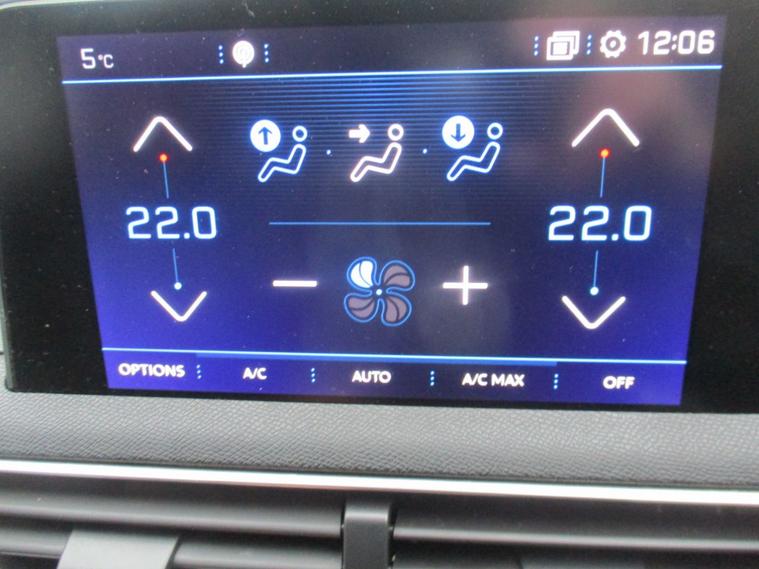 5°C 12:06
22.0 22.0
OPTIONS A/C AUTO A/C MAX OFF